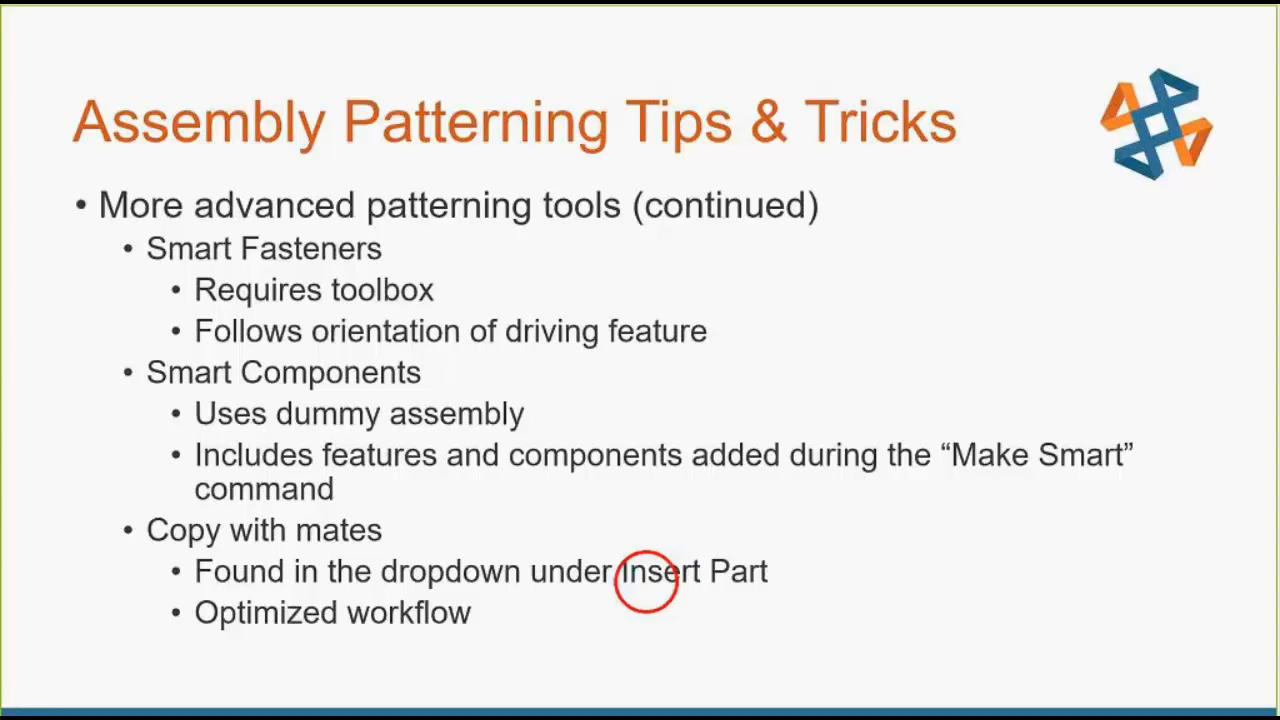 Assembly Patterning Tips & Tricks
• More advanced patterning tools (continued)
• Smart Fasteners
• Requires toolbox
• Follows orientation of driving feature
• Smart Components
• Uses dummy assembly
• Includes features and components added during the “Make Smart”
command
• Copy with mates
• Found in the dropdown under Insert Part
• Optimized workflow